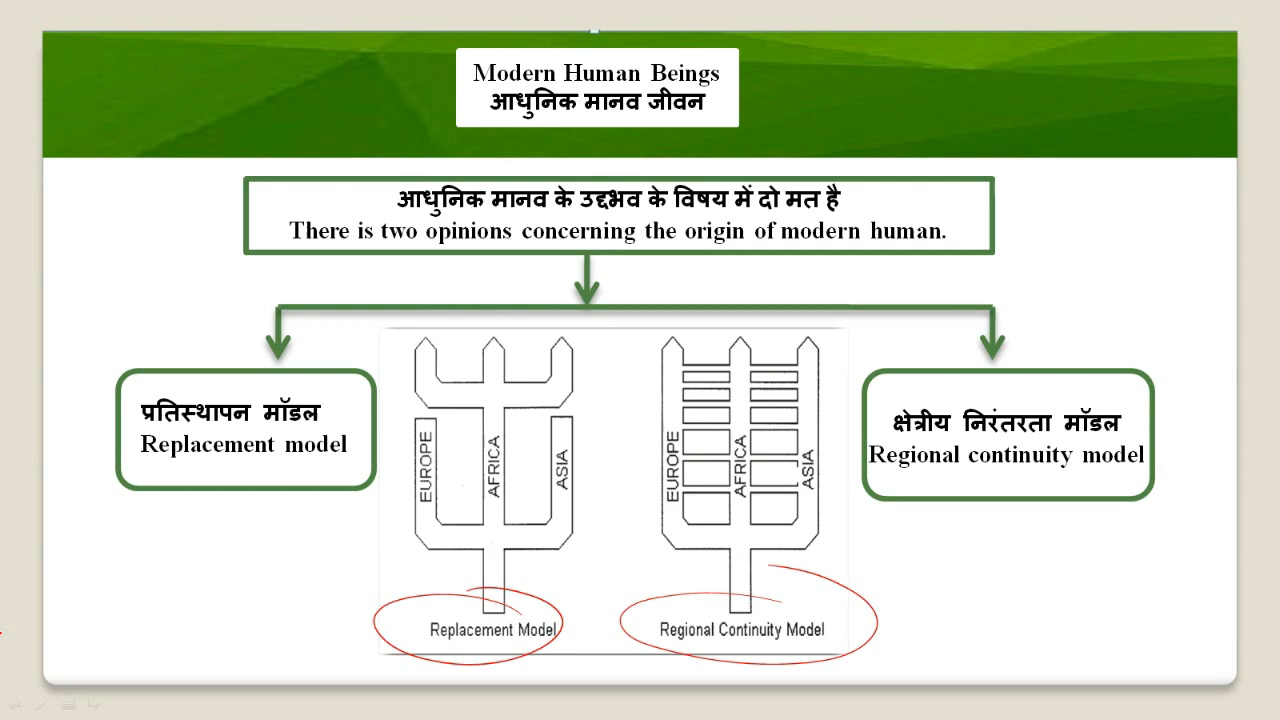 Modern Human Beings
आधुनिक मानव जीवन
आधुनिक मानव के उद्दभव के विषय में दो मत है
There is two opinions concerning the origin of modern human.
प्रतिस्थापन मॉडल
Replacement model
EUROPE
AFRICA
ASIA
Replacement Model
EUROPE
AFRICA
ASIA
Regional Continuity Model
क्षेत्रीय निरंतरता मॉडल
Regional continuity model